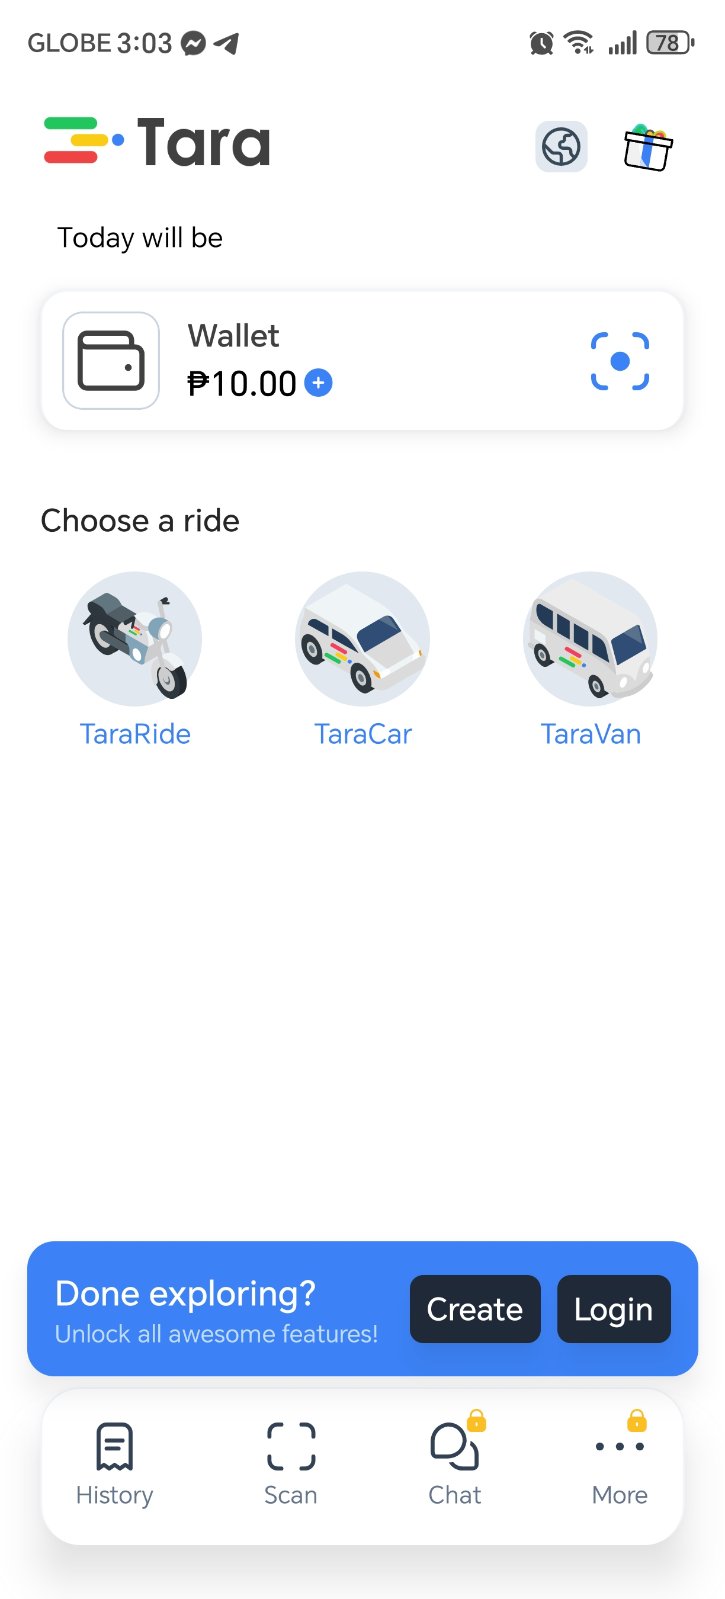 GLOBE 3:03 78
Tara
Today will be
Wallet
₱10.00
Choose a ride
TaraRide TaraCar TaraVan
Done exploring?
Unlock all awesome features!
Create Login
History Scan Chat More